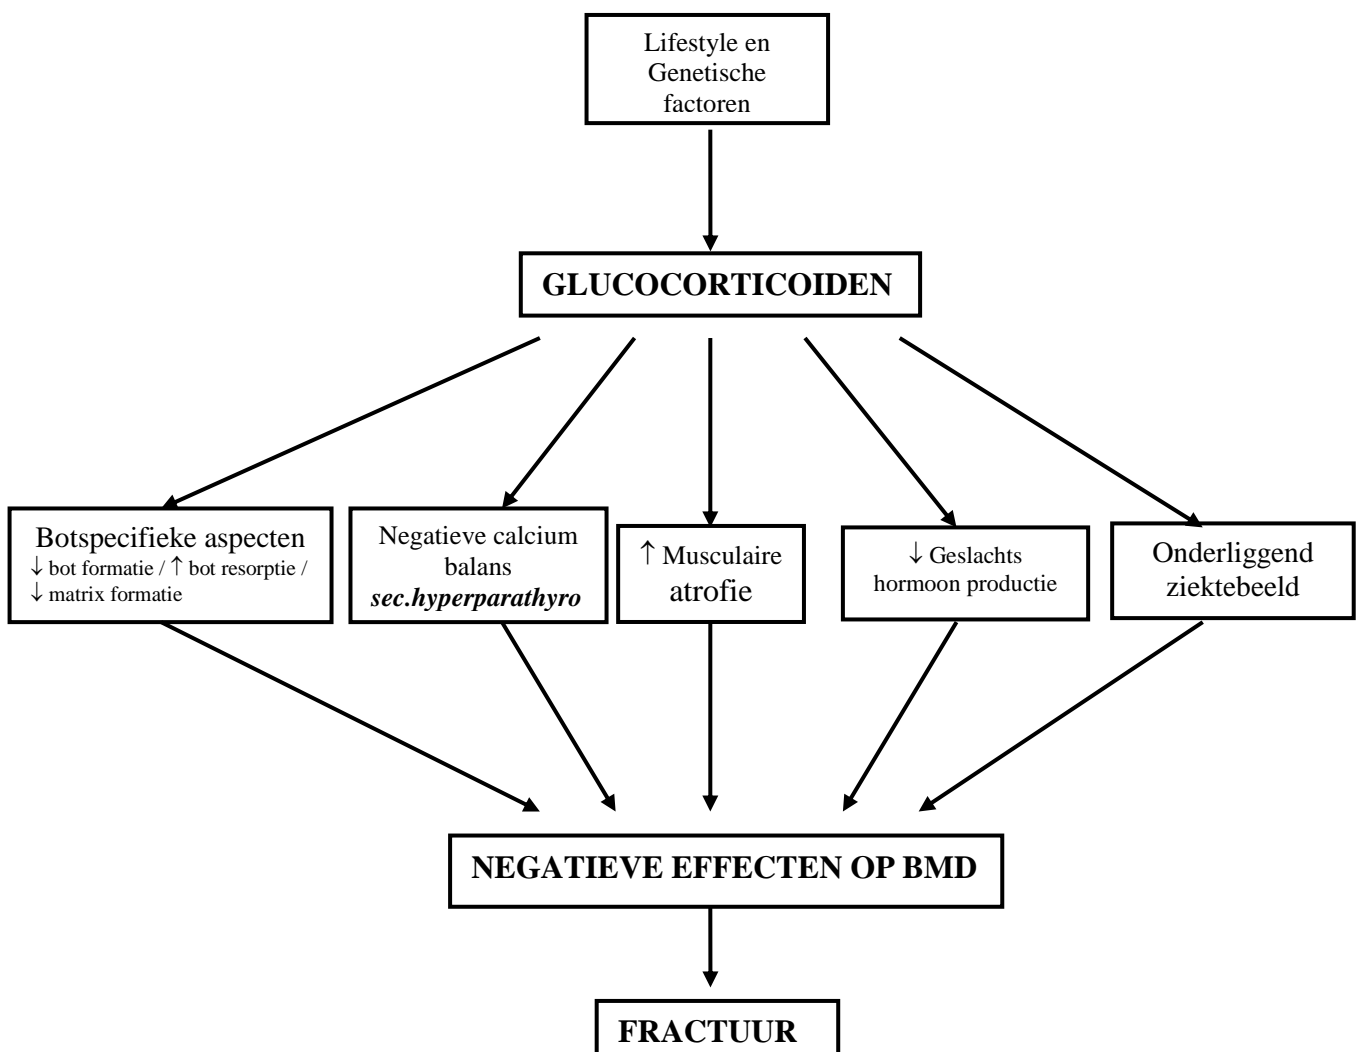 Lifestyle en
Genetische
factoren
GLUCOCORTICOIDEN
Botspecifieke aspecten
↓ bot formatie / ↑ bot resorptie /
↓ matrix formatie
Negatieve calcium
balans
sec.hyperparathyro
↑ Musculaire
atrofie
↓ Geslachts
hormoon productie
Onderliggend
ziektebeeld
NEGATIEVE EFFECTEN OP BMD
FRACTUUR